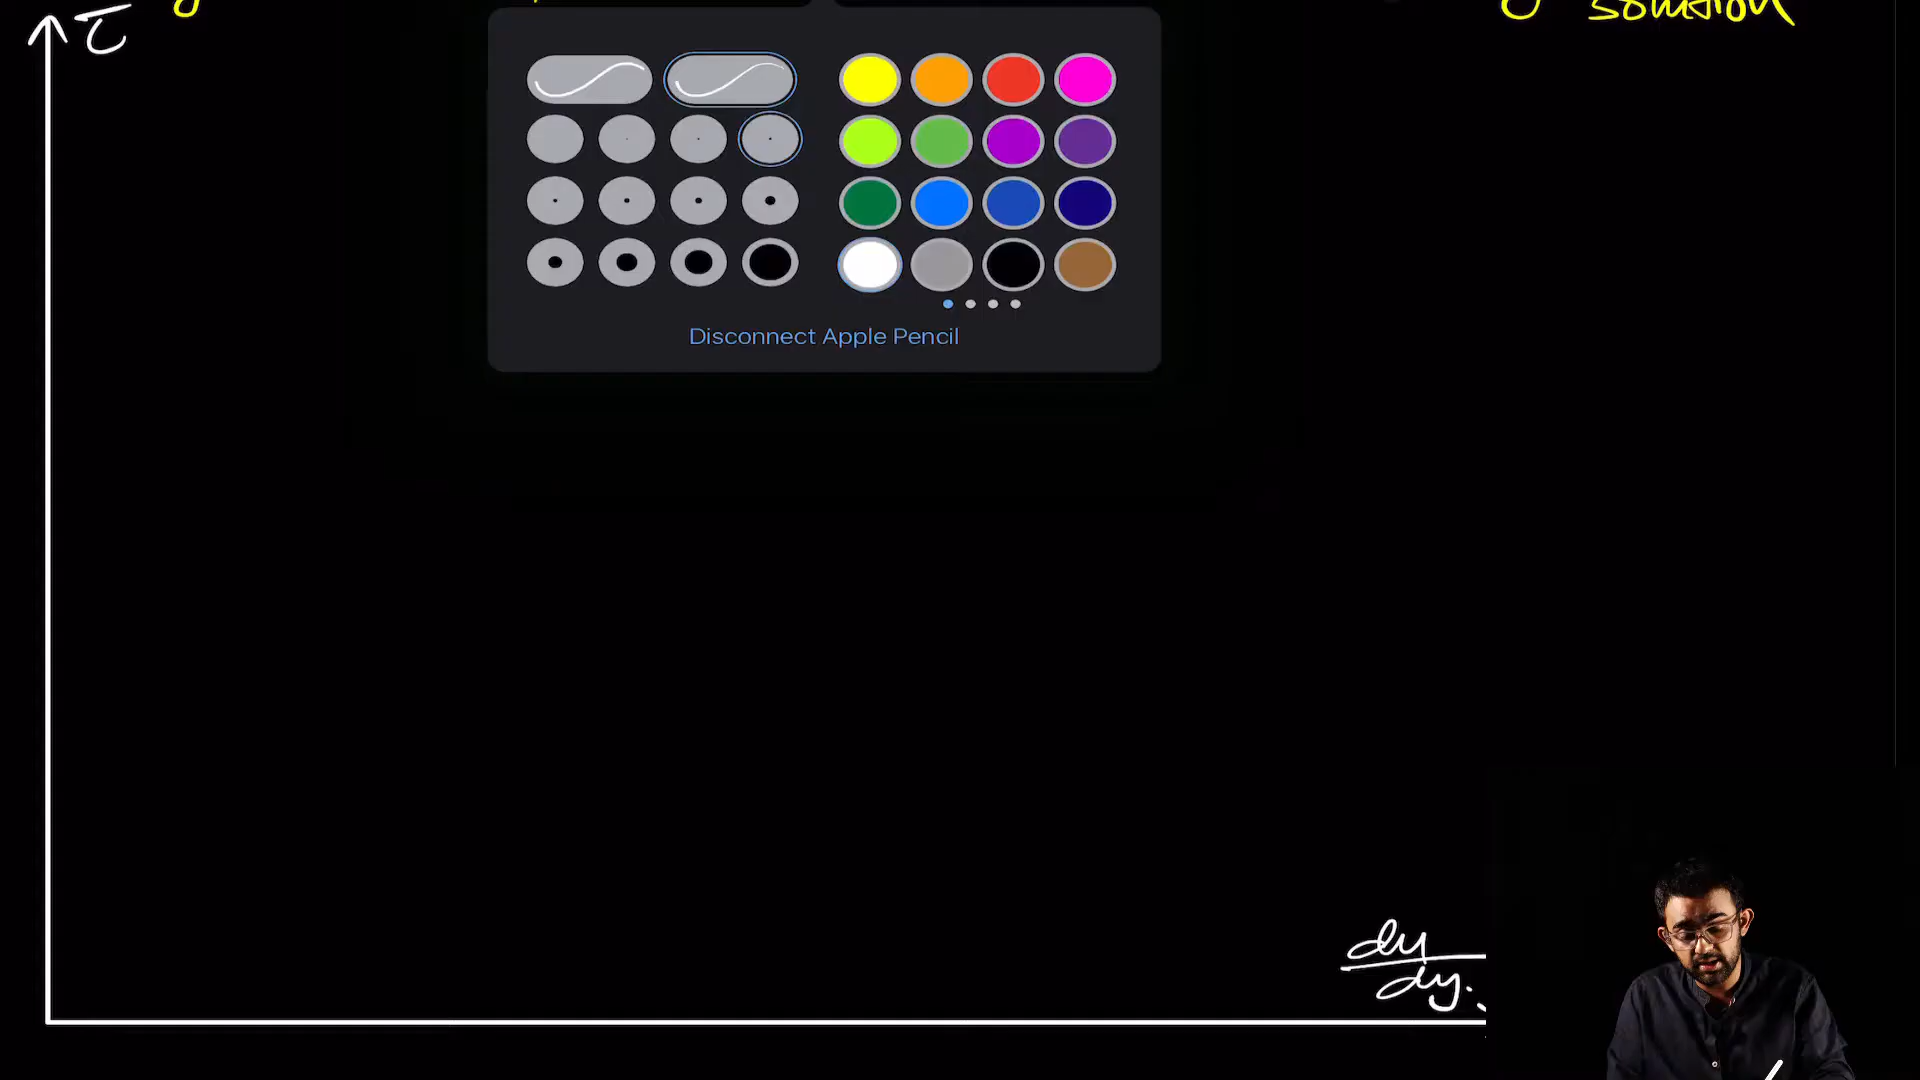 solution
τ
Disconnect Apple Pencil
du
dy